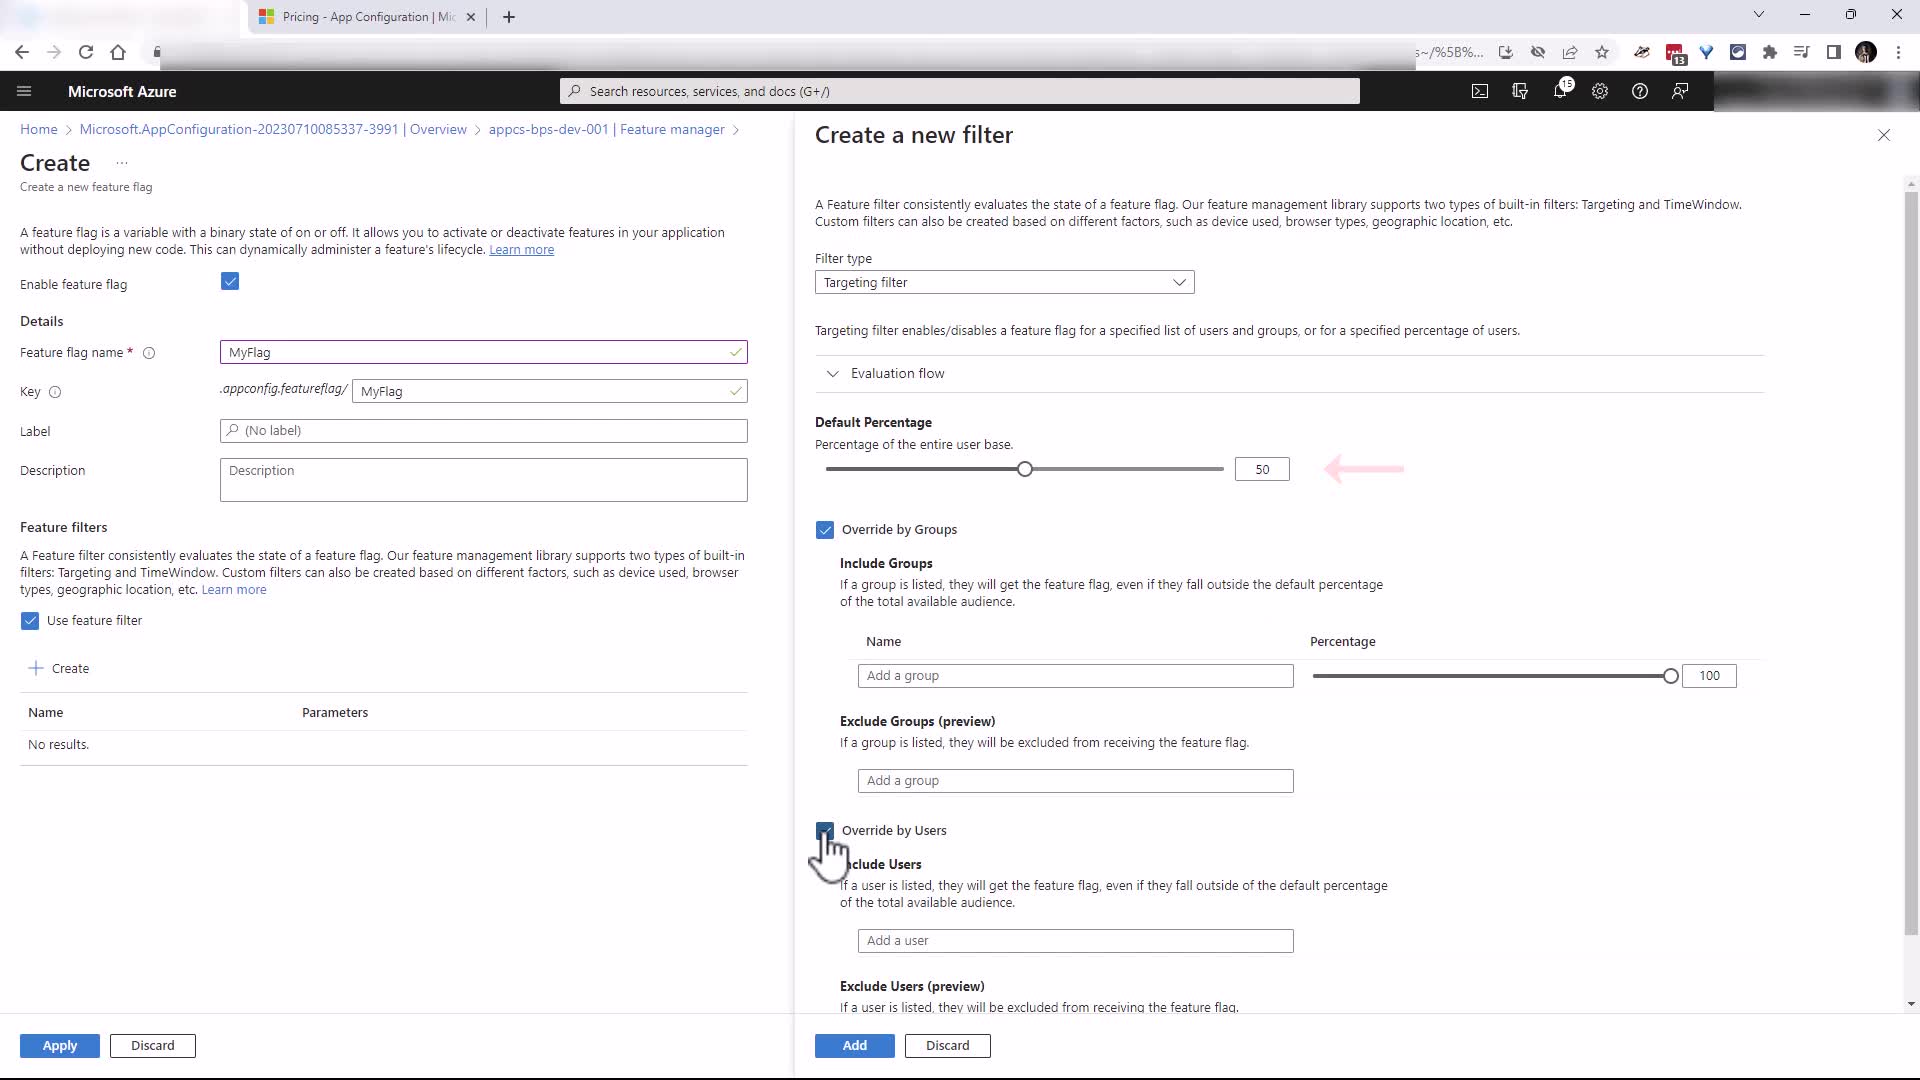 Pricing - App Configuration | Mic
s~/%5B%...
13
Microsoft Azure
Search resources, services, and docs (G+/)
15
Home > Microsoft.AppConfiguration-20230710085337-3991 | Overview > appcs-bps-dev-001 | Feature manager >
Create ...
Create a new feature flag
A feature flag is a variable with a binary state of on or off. It allows you to activate or deactivate features in your application
without deploying new code. This can dynamically administer a feature's lifecycle. Learn more
Enable feature flag
Details
Feature flag name *
MyFlag
Key
.appconfig.featureflag/
MyFlag
Label
(No label)
Description
Description
Feature filters
A Feature filter consistently evaluates the state of a feature flag. Our feature management library supports two types of built-in
filters: Targeting and TimeWindow. Custom filters can also be created based on different factors, such as device used, browser
types, geographic location, etc. Learn more
Use feature filter
Create
Name Parameters
No results.
Apply Discard
Create a new filter
A Feature filter consistently evaluates the state of a feature flag. Our feature management library supports two types of built-in filters: Targeting and TimeWindow.
Custom filters can also be created based on different factors, such as device used, browser types, geographic location, etc.
Filter type
Targeting filter
Targeting filter enables/disables a feature flag for a specified list of users and groups, or for a specified percentage of users.
Evaluation flow
Default Percentage
Percentage of the entire user base.
50
Override by Groups
Include Groups
If a group is listed, they will get the feature flag, even if they fall outside the default percentage
of the total available audience.
Name Percentage
Add a group
100
Exclude Groups (preview)
If a group is listed, they will be excluded from receiving the feature flag.
Add a group
Override by Users
nclude Users
If a user is listed, they will get the feature flag, even if they fall outside of the default percentage
of the total available audience.
Add a user
Exclude Users (preview)
If a user is listed, they will be excluded from receiving the feature flag.
Add Discard